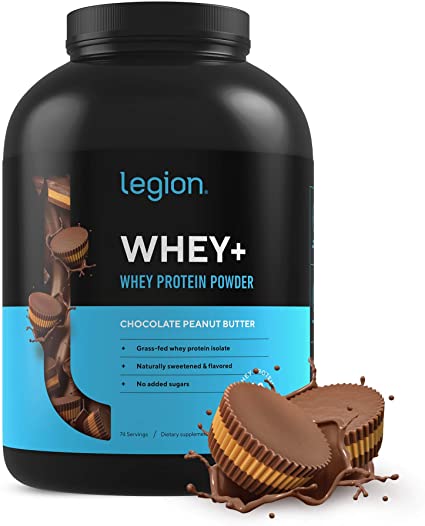 legion.
WHEY+
WHEY PROTEIN POWDER
CHOCOLATE PEANUT BUTTER
+ Grass-fed whey protein isolate
+ Naturally sweetened & flavored
+ No added sugars
Servings / Dietary supplement